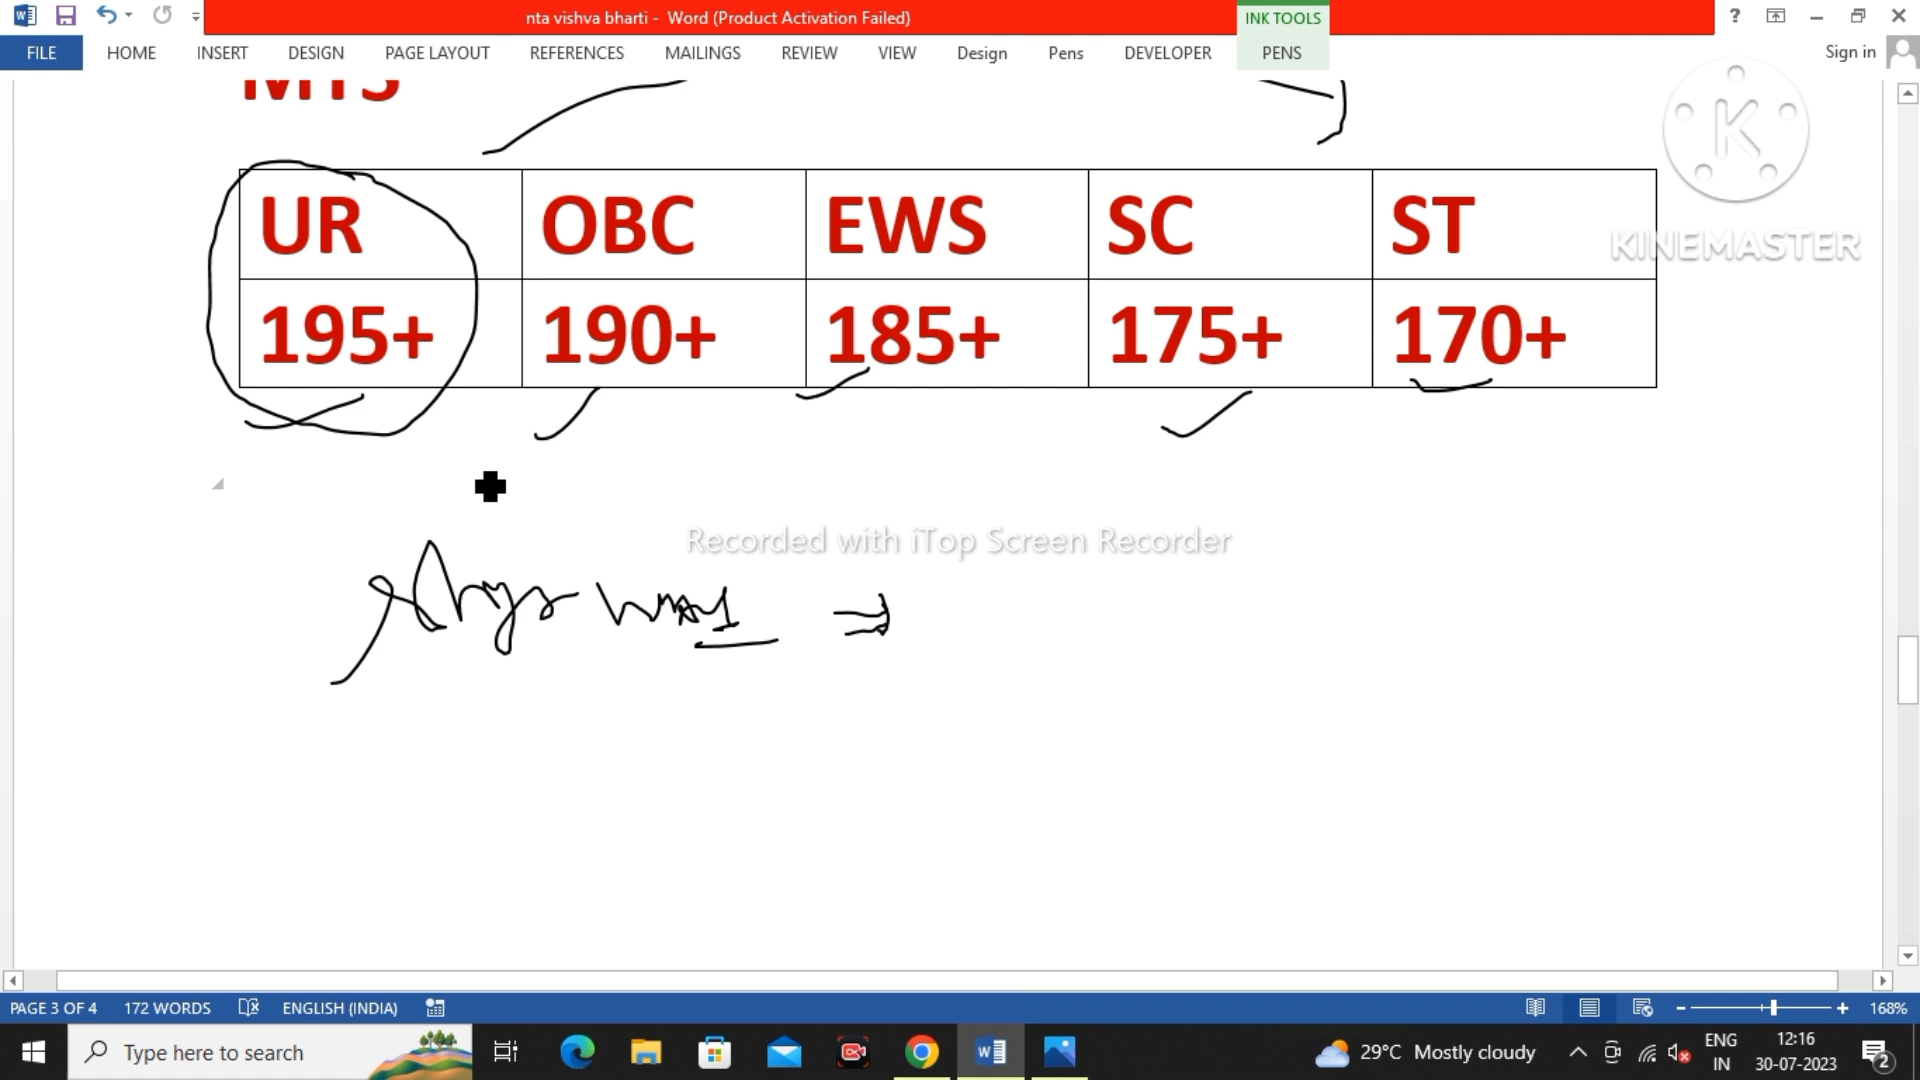 nta vishva bharti - Word (Product Activation Failed)
INK TOOLS
? 
FILE HOME INSERT DESIGN PAGE LAYOUT REFERENCES MAILINGS REVIEW VIEW Design Pens DEVELOPER PENS
Sign in
MTS
K
KINEMASTER
UR OBC EWS SC ST
195+ 190+ 185+ 175+ 170+
Recorded with iTop Screen Recorder
PAGE 3 OF 4 172 WORDS ENGLISH (INDIA) 168%
Type here to search
29°C Mostly cloudy
ENG
IN
12:16
30-07-2023
2